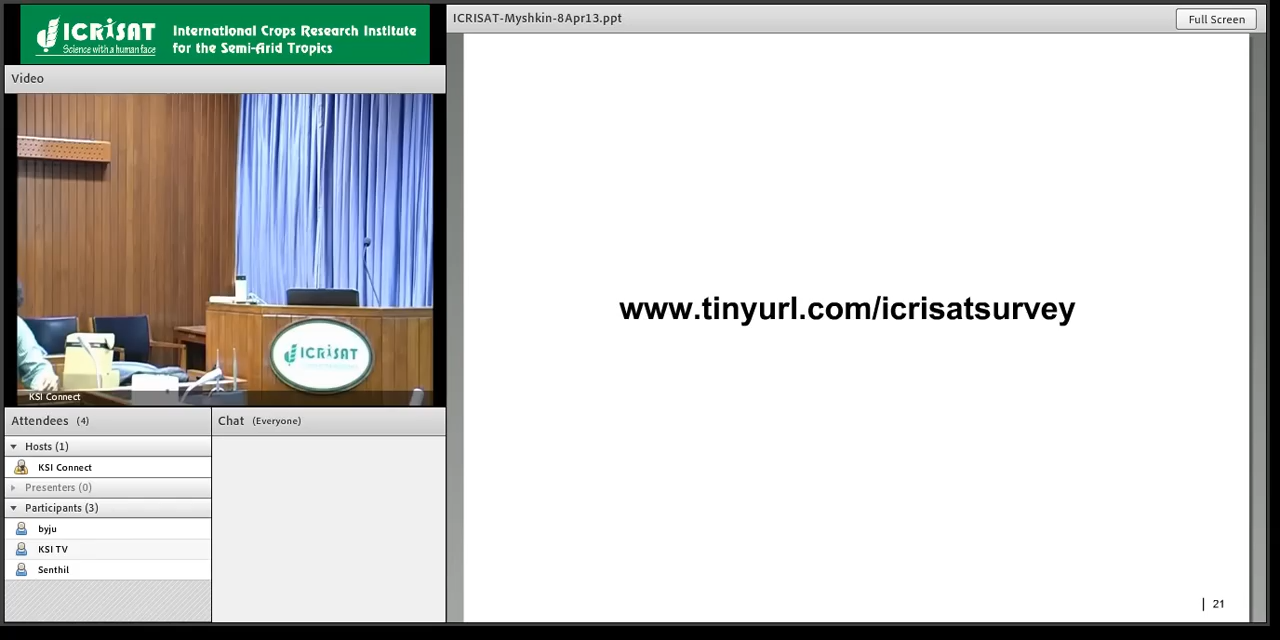 ICRISAT
Science with a human face
International Crops Research Institute
for the Semi-Arid Tropics
Video
ICRISAT
KSI Connect
Attendees (4)
Hosts (1)
KSI Connect
Presenters (0)
Participants (3)
byju
KSI TV
Senthil
Chat (Everyone)
ICRISAT-Myshkin-8Apr13.ppt
Full Screen
www.tinyurl.com/icrisatsurvey
| 21